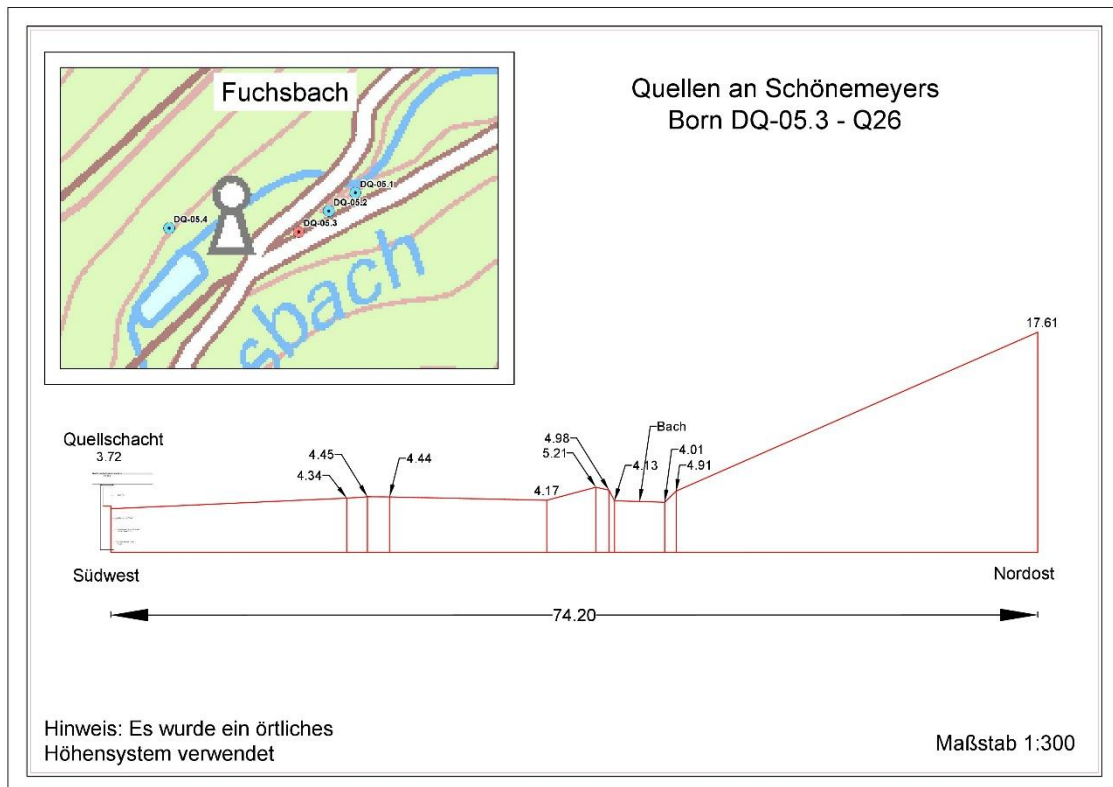 Fuchsbach
DQ-05.1
DQ-05.2
DQ-05.3
DQ-05.4
sbach
Quellen an Schönemeyers
Born DQ-05.3 - Q26
17.61
Quellschacht
3.72
4.34
4.45
4.44
4.17
5.21
4.98
4.13
Bach
4.01
4.91
Südwest
Nordost
74.20
Hinweis: Es wurde ein örtliches
Höhensystem verwendet
Maßstab 1:300